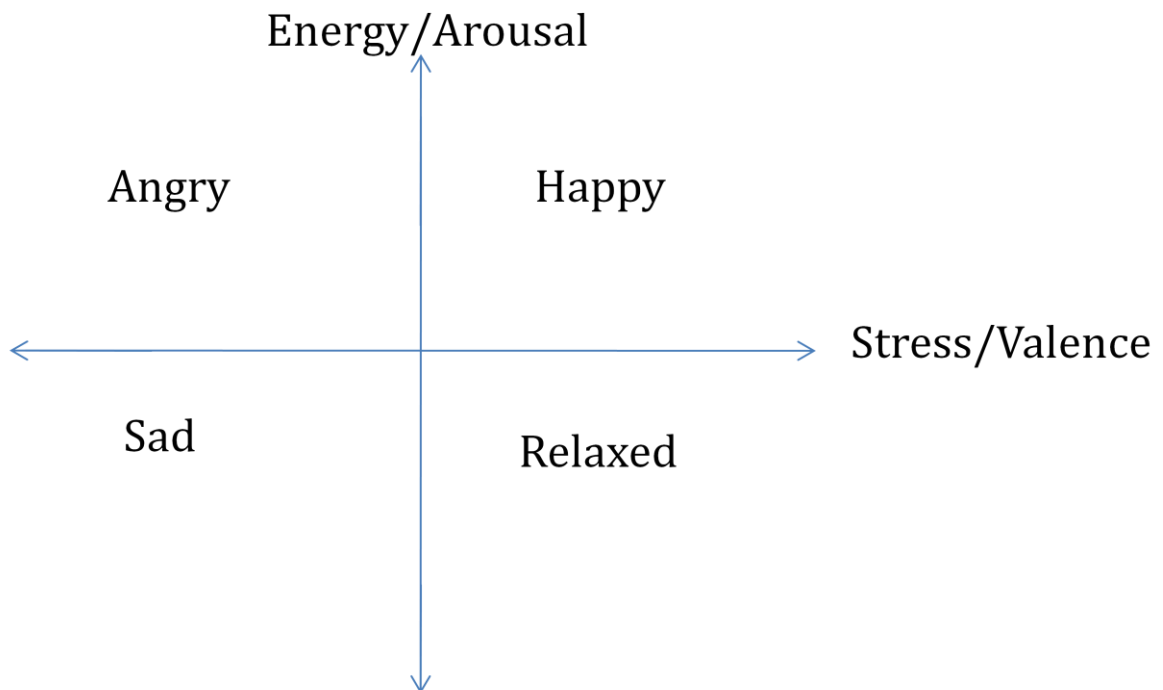 Energy/Arousal
Angry
Happy
Stress/Valence
Sad
Relaxed